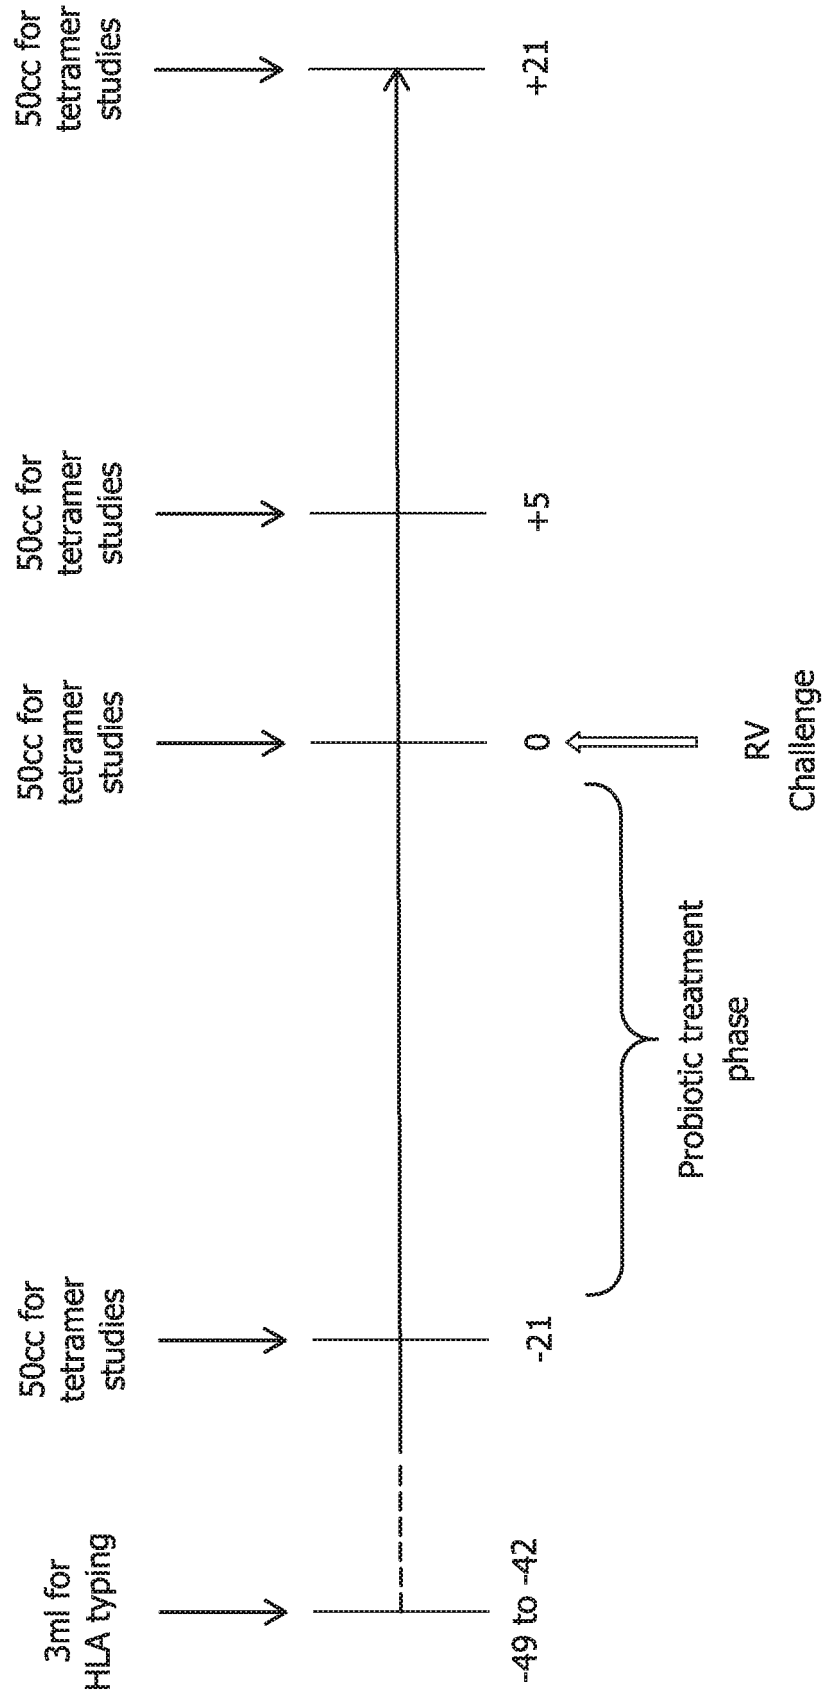 3ml for
HLA typing
50cc for
tetramer
studies
50cc for
tetramer
studies
50cc for
tetramer
studies
50cc for
tetramer
studies
-49 to -42
-21
0
+5
+21
Probiotic treatment
phase
RV
Challenge